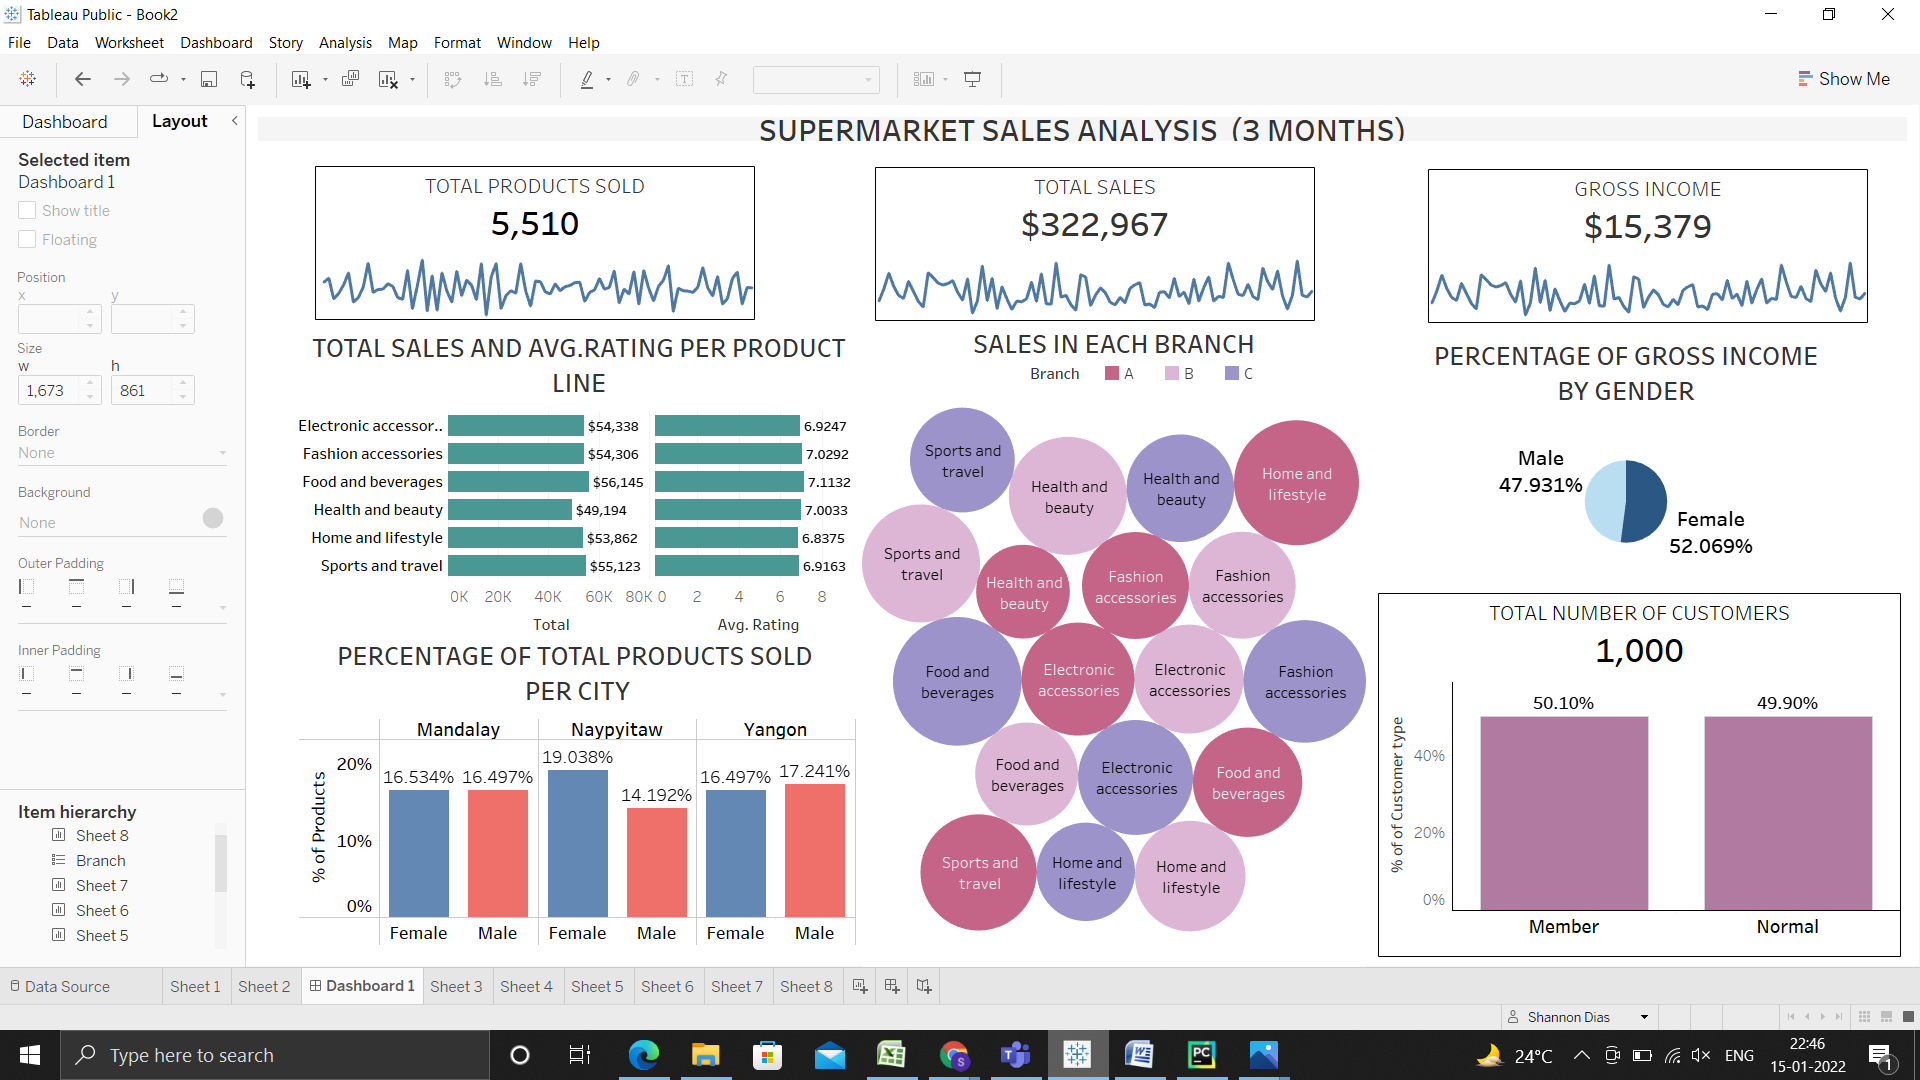 Tableau Public - Book2
File Data Worksheet Dashboard Story Analysis Map Format Window Help
Show Me
Dashboard Layout
Selected item
Dashboard 1
Show title
Floating
Position
x y
Size
w h
1,673 861
Border
None
Background
None
Outer Padding
Inner Padding
Item hierarchy
Sheet 8
Branch
Sheet 7
Sheet 6
Sheet 5
SUPERMARKET SALES ANALYSIS (3 MONTHS)
TOTAL PRODUCTS SOLD
5,510
TOTAL SALES
$322,967
GROSS INCOME
$15,379
TOTAL SALES AND AVG.RATING PER PRODUCT
LINE
Electronic accessor.. $54,338 6.9247
Fashion accessories $54,306 7.0292
Food and beverages $56,145 7.1132
Health and beauty $49,194 7.0033
Home and lifestyle $53,862 6.8375
Sports and travel $55,123 6.9163
0K 20K 40K 60K 80K 0 2 4 6 8
Total Avg. Rating
PERCENTAGE OF TOTAL PRODUCTS SOLD
PER CITY
Mandalay Naypyitaw Yangon
% of Products
20%
10%
0%
16.534% 16.497% 19.038% 14.192% 16.497% 17.241%
Female Male Female Male Female Male
SALES IN EACH BRANCH
Branch A B C
Sports and
travel
Health and
beauty
Health and
beauty
Home and
lifestyle
Sports and
travel
Health and
beauty
Fashion
accessories
Fashion
accessories
Food and
beverages
Electronic
accessories
Electronic
accessories
Fashion
accessories
Food and
beverages
Electronic
accessories
Food and
beverages
Sports and
travel
Home and
lifestyle
Home and
lifestyle
PERCENTAGE OF GROSS INCOME
BY GENDER
Male
47.931%
Female
52.069%
TOTAL NUMBER OF CUSTOMERS
1,000
% of Customer type
50.10% 49.90%
40%
20%
0%
Member Normal
Data Source Sheet 1 Sheet 2 Dashboard 1 Sheet 3 Sheet 4 Sheet 5 Sheet 6 Sheet 7 Sheet 8
Shannon Dias
Type here to search
24°C ENG
22:46
15-01-2022
1